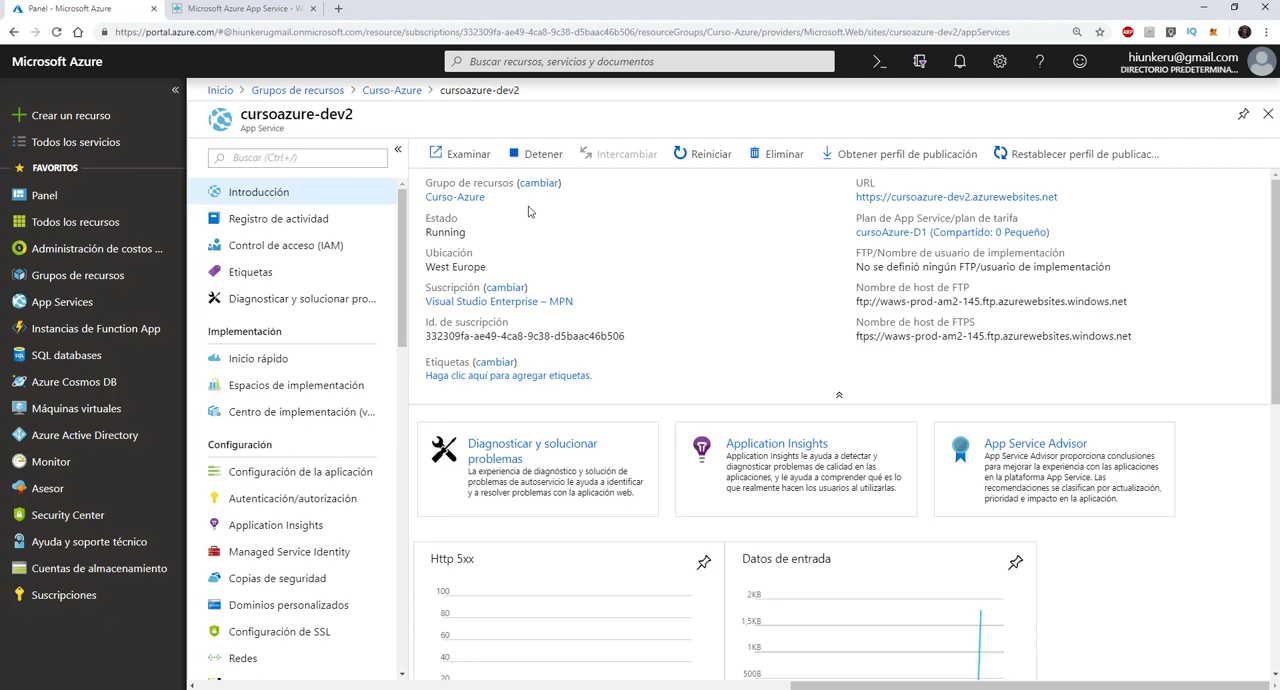 Panel - Microsoft Azure
Microsoft Azure App Service - W
https://portal.azure.com/#@hiunkerugmail.onmicrosoft.com/resource/subscriptions/332309fa-ae49-4ca8-9c38-d5baac46b506/resourceGroups/Curso-Azure/providers/Microsoft.Web/sites/cursoazure-dev2/appServices
ABP
IQ
Microsoft Azure
Buscar recursos, servicios y documentos
hiunkeru@gmail.com
DIRECTORIO PREDETERMINA...
Crear un recurso
Todos los servicios
FAVORITOS
Panel
Todos los recursos
Administración de costos ...
Grupos de recursos
App Services
Instancias de Function App
SQL databases
Azure Cosmos DB
Máquinas virtuales
Azure Active Directory
Monitor
Asesor
Security Center
Ayuda y soporte técnico
Cuentas de almacenamiento
Suscripciones
Inicio > Grupos de recursos > Curso-Azure > cursoazure-dev2
cursoazure-dev2
App Service
Buscar (Ctrl+/)
Introducción
Registro de actividad
Control de acceso (IAM)
Etiquetas
Diagnosticar y solucionar pro...
Implementación
Inicio rápido
Espacios de implementación
Centro de implementación (v...
Configuración
Configuración de la aplicación
Autenticación/autorización
Application Insights
Managed Service Identity
Copias de seguridad
Dominios personalizados
Configuración de SSL
Redes
Examinar
Detener
Intercambiar
Reiniciar
Eliminar
Obtener perfil de publicación
Restablecer perfil de publicac...
Grupo de recursos (cambiar)
Curso-Azure
Estado
Running
Ubicación
West Europe
Suscripción (cambiar)
Visual Studio Enterprise – MPN
Id. de suscripción
332309fa-ae49-4ca8-9c38-d5baac46b506
Etiquetas (cambiar)
Haga clic aquí para agregar etiquetas.
URL
https://cursoazure-dev2.azurewebsites.net
Plan de App Service/plan de tarifa
cursoAzure-D1 (Compartido: 0 Pequeño)
FTP/Nombre de usuario de implementación
No se definió ningún FTP/usuario de implementación
Nombre de host de FTP
ftp://waws-prod-am2-145.ftp.azurewebsites.windows.net
Nombre de host de FTPS
ftps://waws-prod-am2-145.ftp.azurewebsites.windows.net
Diagnosticar y solucionar
problemas
La experiencia de diagnóstico y solución de
problemas de autoservicio le ayuda a identificar
y a resolver problemas con la aplicación web.
Application Insights
Application Insights le ayuda a detectar y
diagnosticar problemas de calidad en las
aplicaciones, y le ayuda a comprender qué es lo
que realmente hacen los usuarios al utilizarlas.
App Service Advisor
App Service Advisor proporciona conclusiones
para mejorar la experiencia con las aplicaciones
en la plataforma App Service. Las
recomendaciones se clasifican por actualización,
prioridad e impacto en la aplicación.
Http 5xx
100
80
60
40
20
Datos de entrada
2KB
1,5KB
1KB
500B